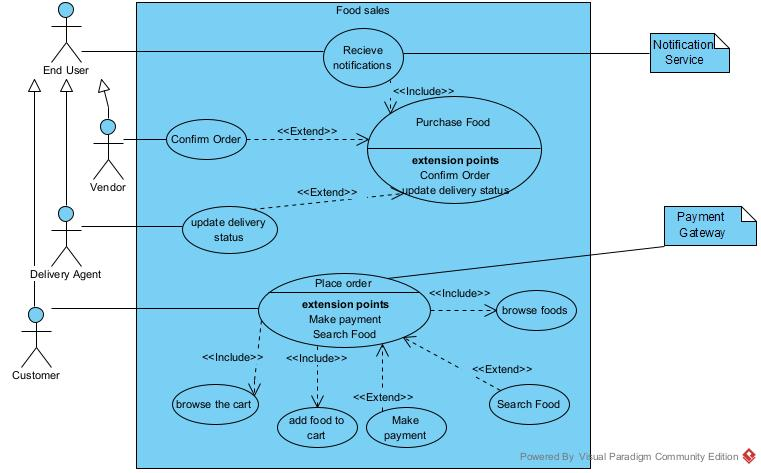 Food sales
End User
Recieve
notifications
Notification
Service
<<Include>>
Purchase Food
extension points
Confirm Order
update delivery status
Confirm Order
<<Extend>>
Vendor
<<Extend>>
update delivery
status
Delivery Agent
Payment
Gateway
Place order
extension points
Make payment
Search Food
<<Include>>
browse foods
Customer
<<Include>>
<<Include>>
<<Extend>>
<<Extend>>
browse the cart
add food to
cart
Make
payment
Search Food
Powered By Visual Paradigm Community Edition